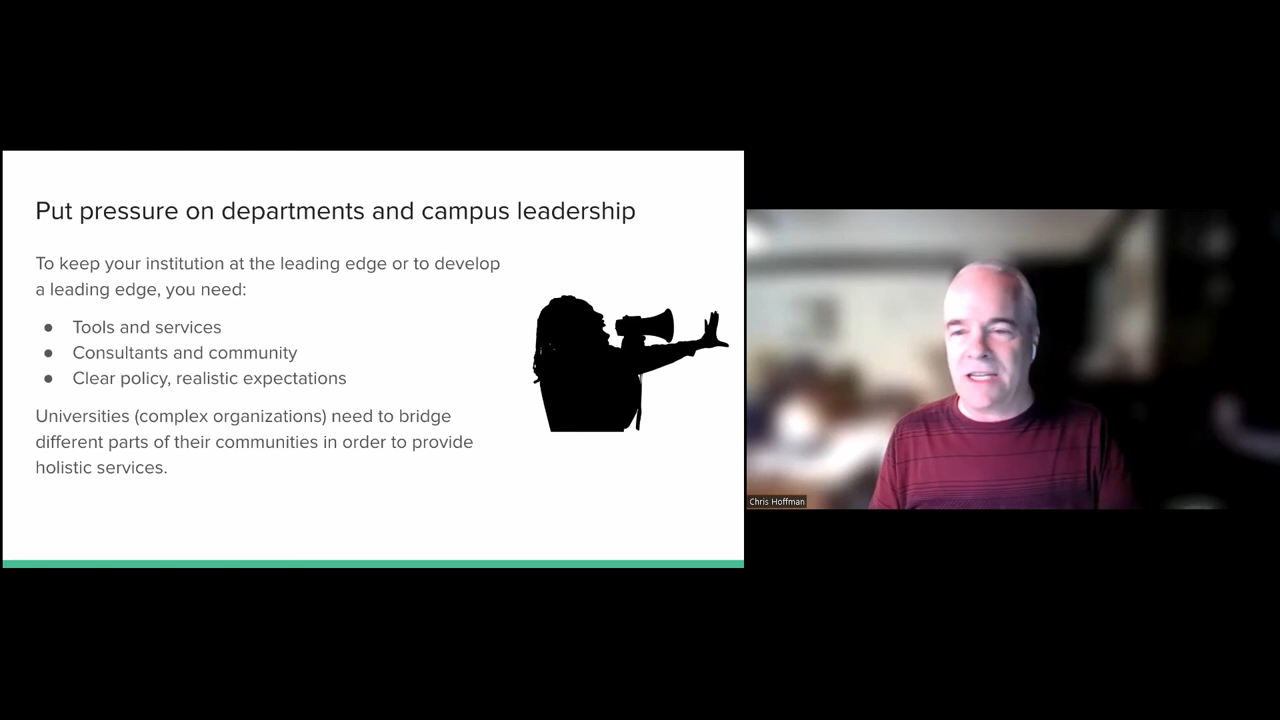 Put pressure on departments and campus leadership
To keep your institution at the leading edge or to develop
a leading edge, you need:
● Tools and services
● Consultants and community
● Clear policy, realistic expectations
Universities (complex organizations) need to bridge
different parts of their communities in order to provide
holistic services.
Chris Hoffman